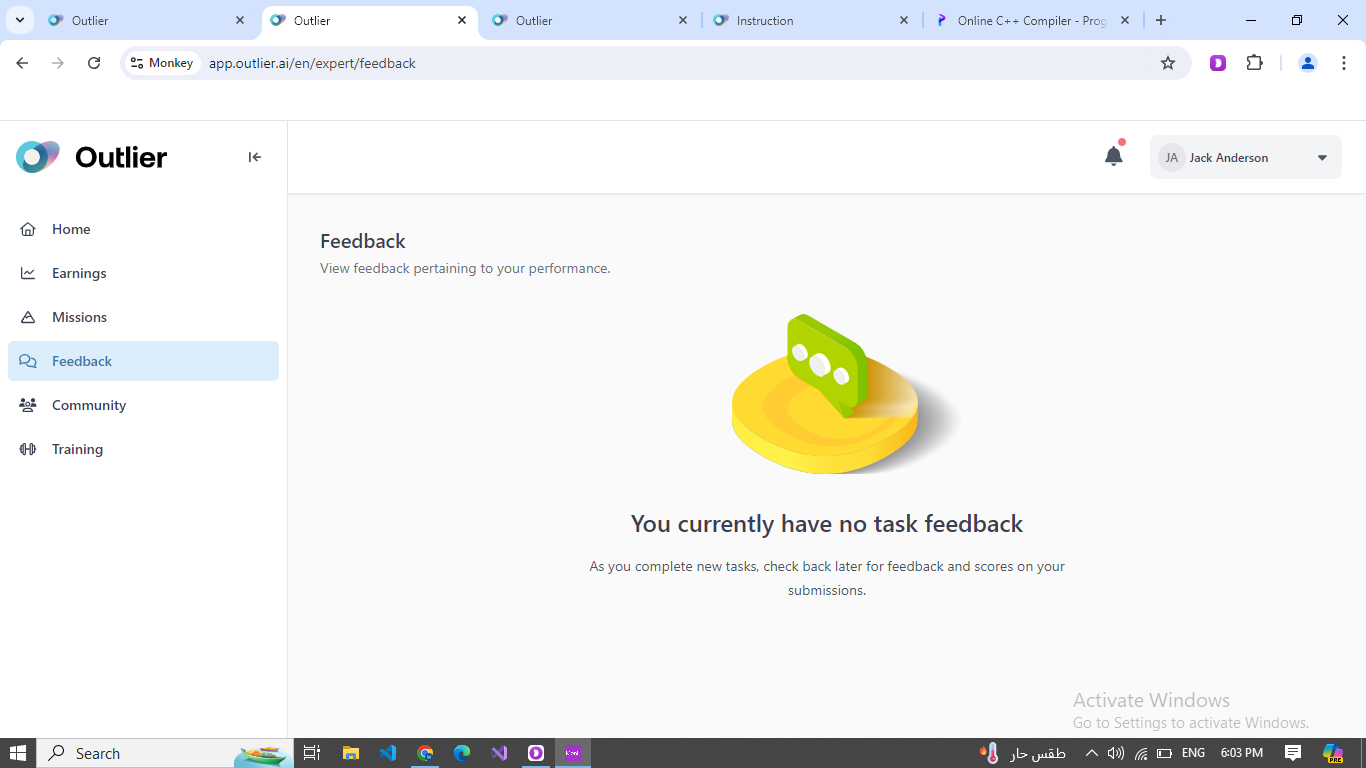 Outlier
Outlier
Outlier
Instruction
Online C++ Compiler - Prog
Monkey
app.outlier.ai/en/expert/feedback
Outlier
JA
Jack Anderson
Home
Earnings
Missions
Feedback
Community
Training
Feedback
View feedback pertaining to your performance.
You currently have no task feedback
As you complete new tasks, check back later for feedback and scores on your
submissions.
Activate Windows
Go to Settings to activate Windows.
Search
طقس حار
ENG
6:03 PM
PRE